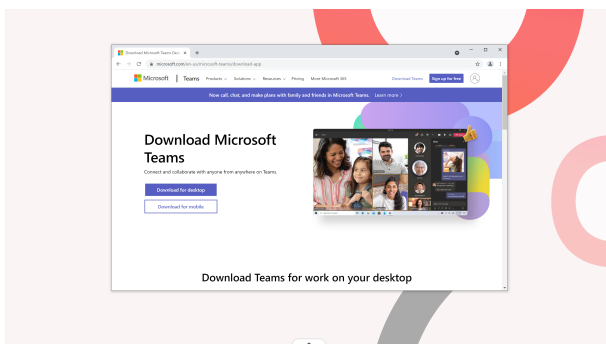 Download Microsoft Teams Des
microsoft.com/en-us/microsoft-teams/download-app
Microsoft Teams Products Solutions Resources Pricing More Microsoft 365 Download Teams Sign up for free
Now call, chat, and make plans with family and friends in Microsoft Teams. Learn more
Download Microsoft
Teams
Connect and collaborate with anyone from anywhere on Teams.
Download for desktop
Download for mobile
Download Teams for work on your desktop